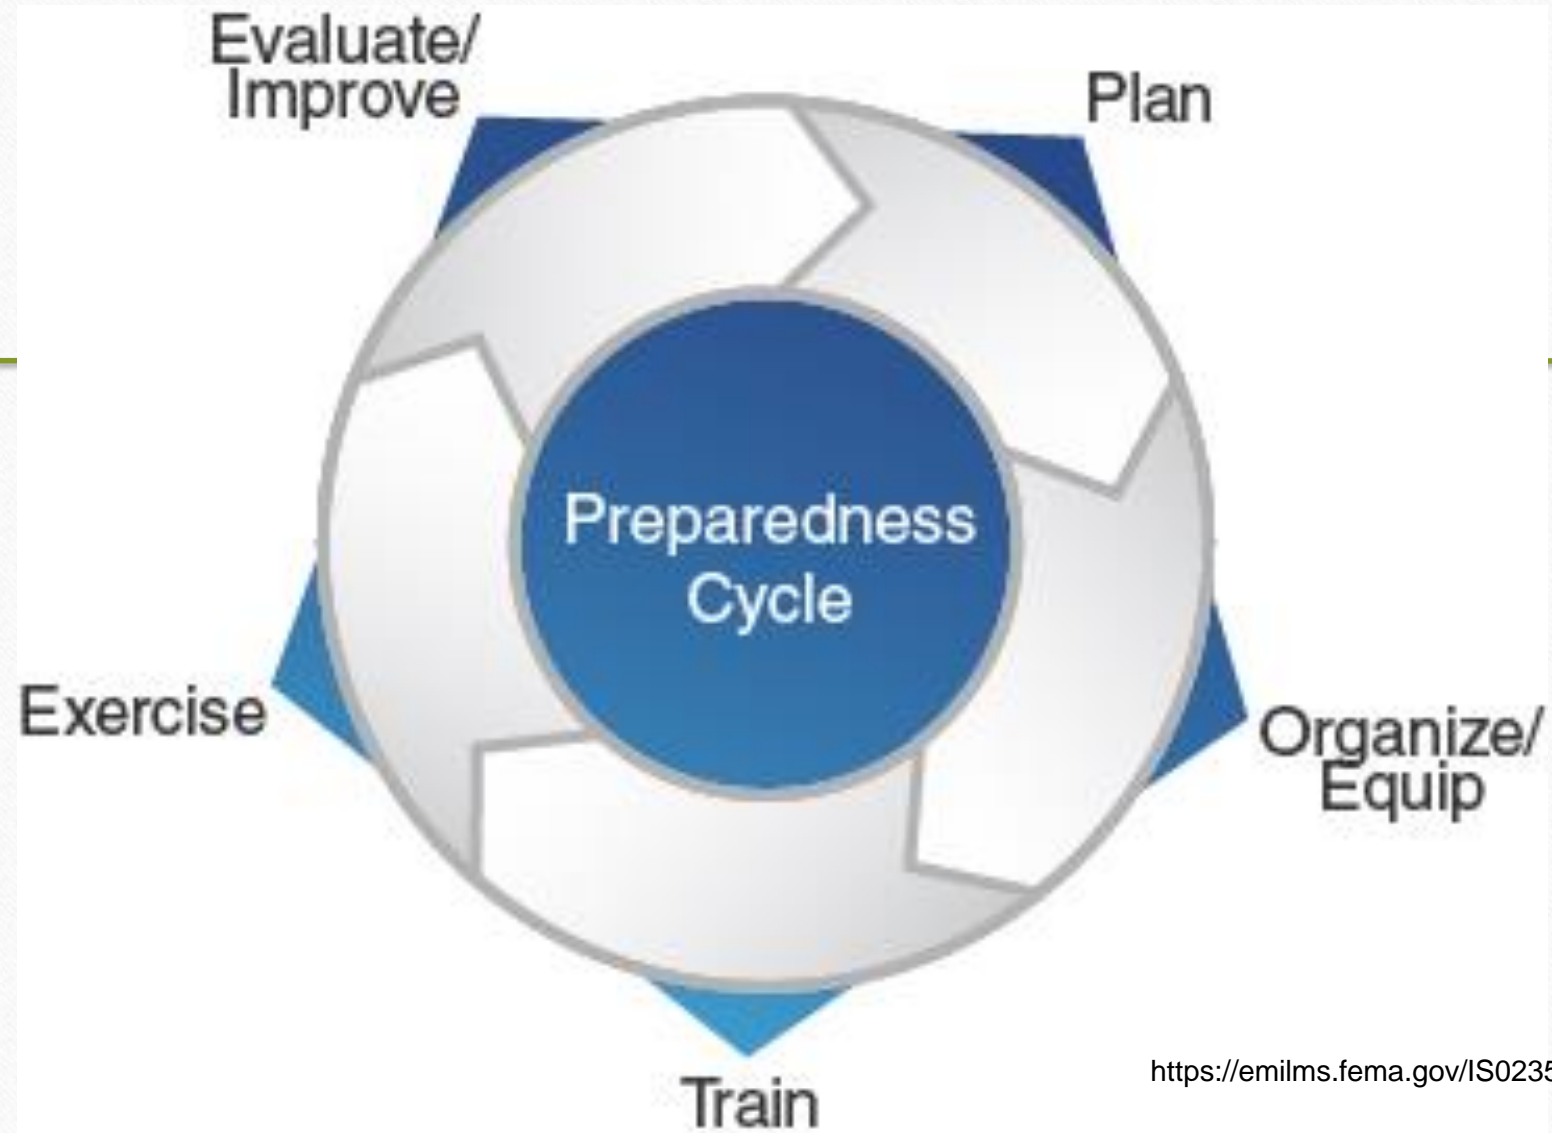 Evaluate/
Improve
Plan
Preparedness
Cycle
Exercise
Organize/
Equip
Train
https://emilms.fema.gov/IS0235